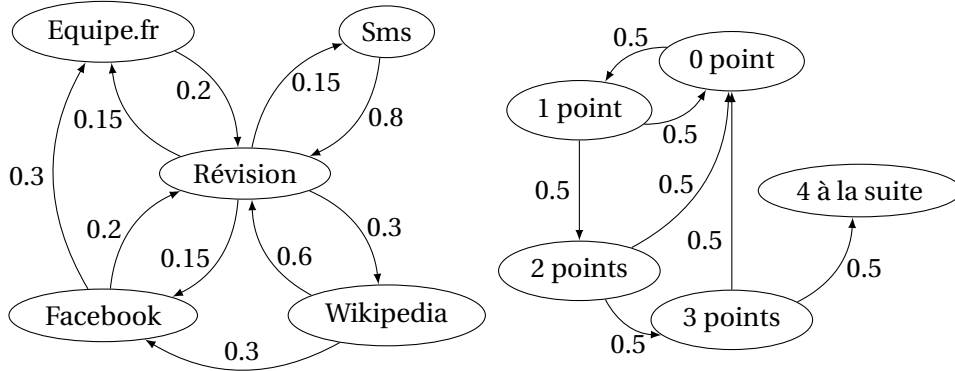 Equipe.fr
Sms
0.2
0.15
0.15
0.8
0.3
Révision
0.2
0.15
0.3
0.6
Facebook
Wikipedia
0.3
0.5
0 point
1 point
0.5
0.5
0.5
4 à la suite
2 points
0.5
0.5
3 points
0.5